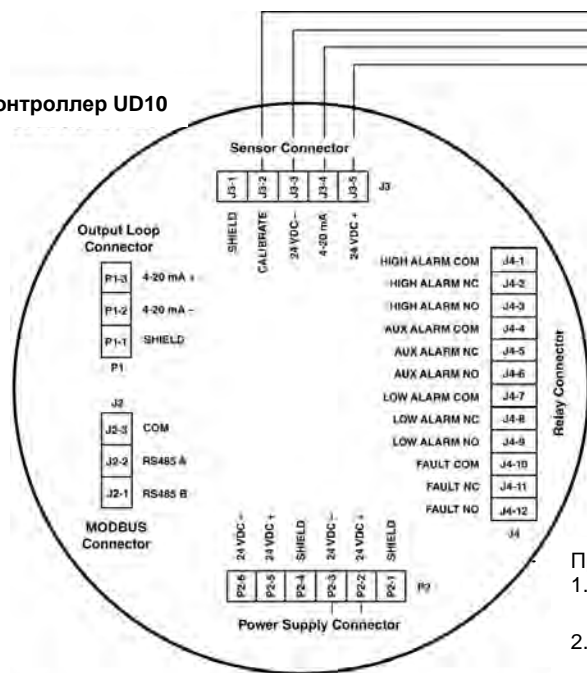 онтроллер UD10
Sensor Connector
J3-1 J3-2 J3-3 J3-4 J3-5 J3
SHIELD
CALIBRATE
24 VDC –
4-20 mA
24 VDC +
Output Loop
Connector
P1-3 4-20 mA +
P1-2 4-20 mA –
P1-1 SHIELD
P1
J2
J2-3 COM
J2-2 RS485 A
J2-1 RS485 B
MODBUS
Connector
HIGH ALARM COM J4-1
HIGH ALARM NC J4-2
HIGH ALARM NO J4-3
AUX ALARM COM J4-4
AUX ALARM NC J4-5
AUX ALARM NO J4-6
LOW ALARM COM J4-7
LOW ALARM NC J4-8
LOW ALARM NO J4-9
FAULT COM J4-10
FAULT NC J4-11
FAULT NO J4-12
J4
Relay Connector
24 VDC –
24 VDC +
SHIELD
24 VDC –
24 VDC +
SHIELD
P2-6 P2-5 P2-4 P2-3 P2-2 P2-1 P2
Power Supply Connector
П
1.
2.